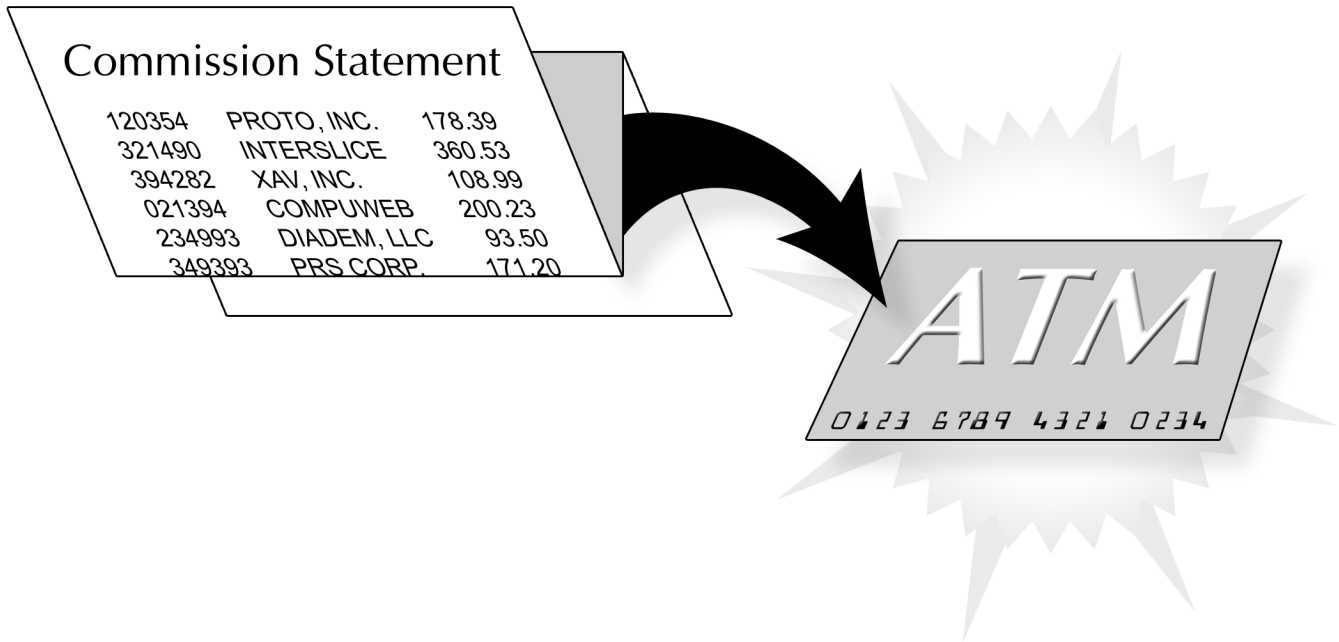 Commission Statement
120354 PROTO, INC. 178.39
321490 INTERSLICE 360.53
394282 XAV, INC. 108.99
021394 COMPUWEB 200.23
234993 DIADEM, LLC 93.50
349393 PRS CORP. 171.20
ATM
0123 6789 4321 0234